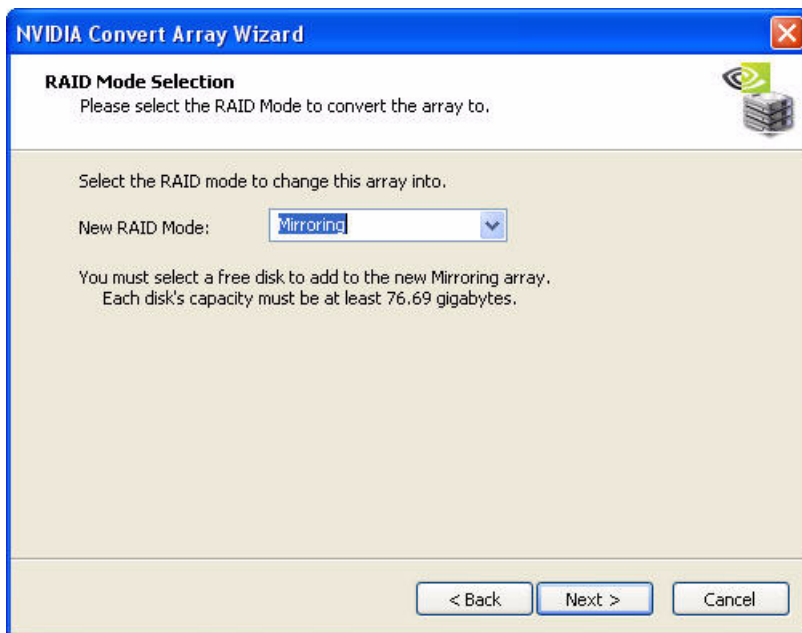 NVIDIA Convert Array Wizard
RAID Mode Selection
Please select the RAID Mode to convert the array to.
Select the RAID mode to change this array into.
New RAID Mode: Mirroring
You must select a free disk to add to the new Mirroring array.
Each disk's capacity must be at least 76.69 gigabytes.
< Back Next > Cancel